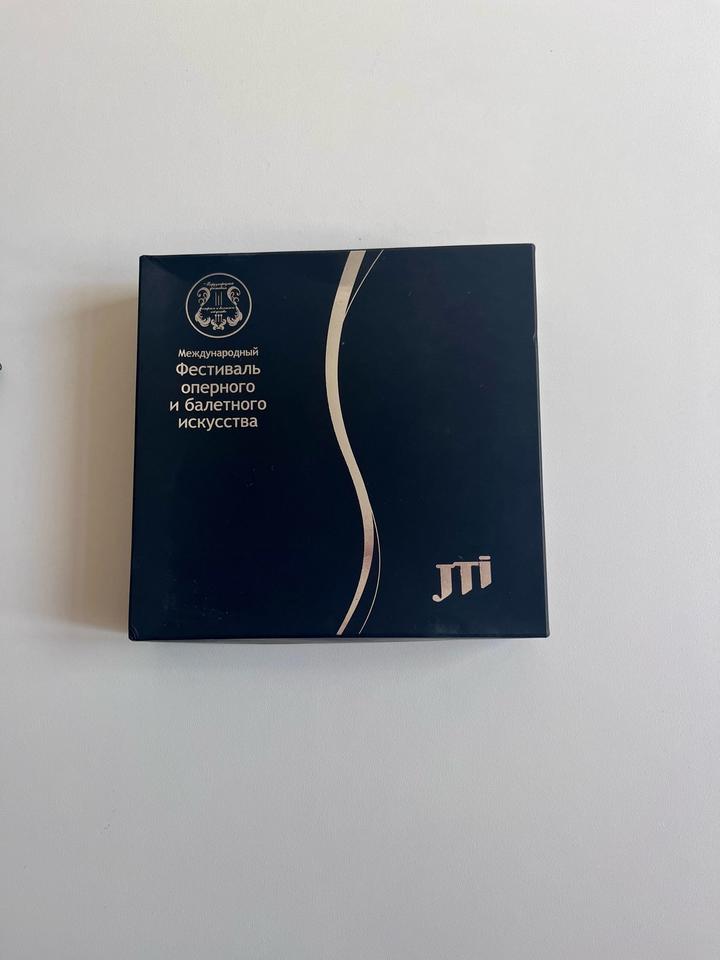 Международный
Фестиваль
оперного
и балетного
искусства
JTi